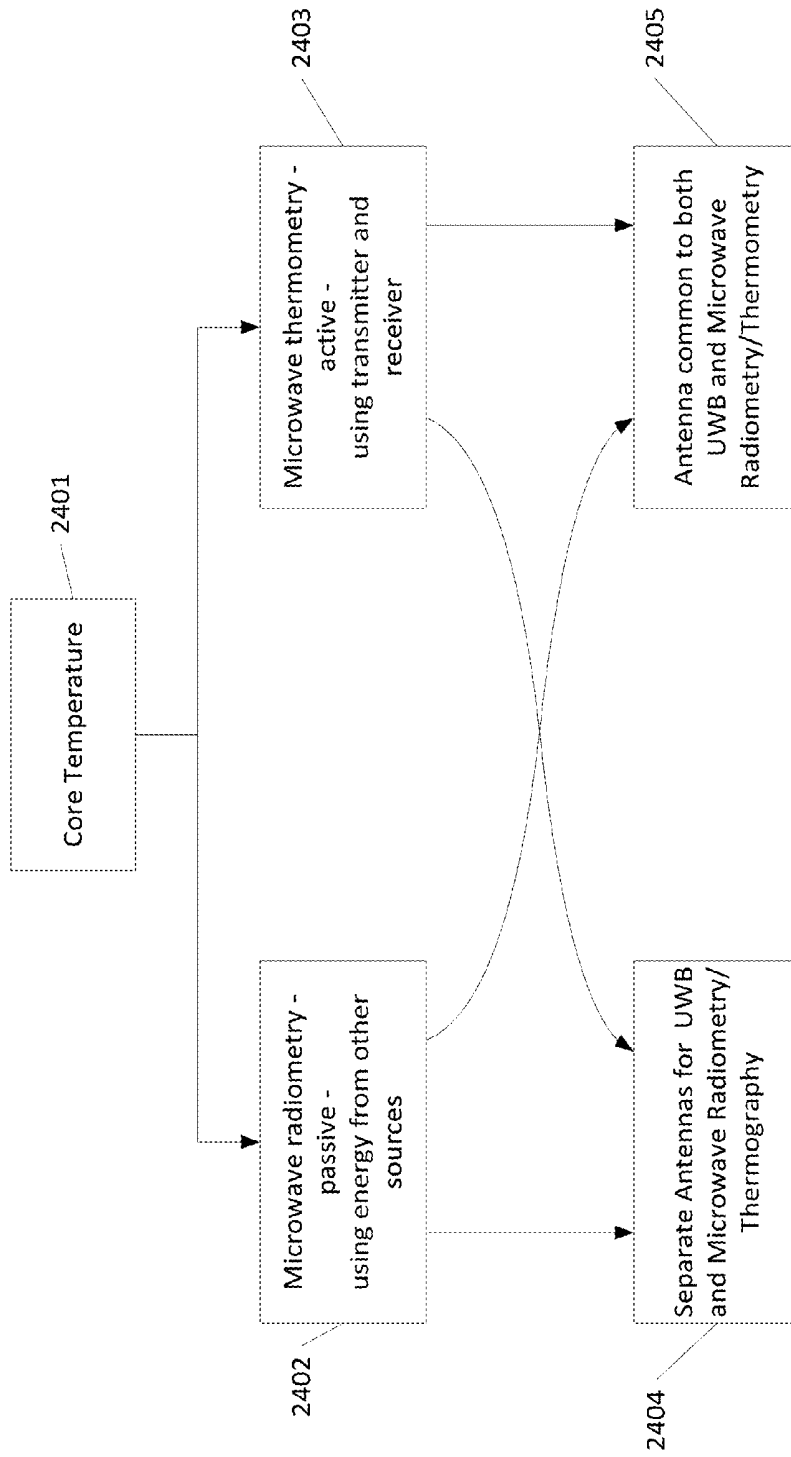 2401
Core Temperature
2402
Microwave radiometry -
passive -
using energy from other
sources
2403
Microwave thermometry -
active -
using transmitter and
receiver
2404
Separate Antennas for UWB
and Microwave Radiometry/
Thermography
2405
Antenna common to both
UWB and Microwave
Radiometry/Thermometry